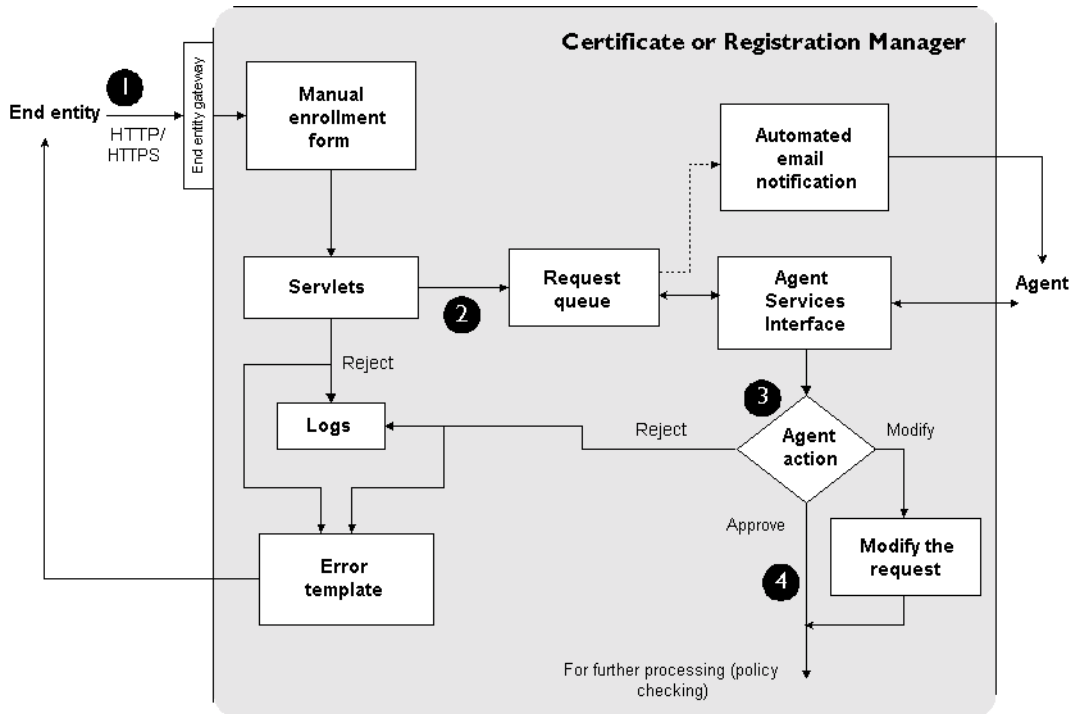 Certificate or Registration Manager
1
End entity
HTTP/
HTTPS
End entity gateway
Manual
enrollment
form
Automated
email
notification
Servlets
2
Request
queue
Agent
Services
Interface
Agent
Reject
Logs
3
Reject
Agent
action
Modify
Approve
Modify the
request
Error
template
4
For further processing (policy
checking)